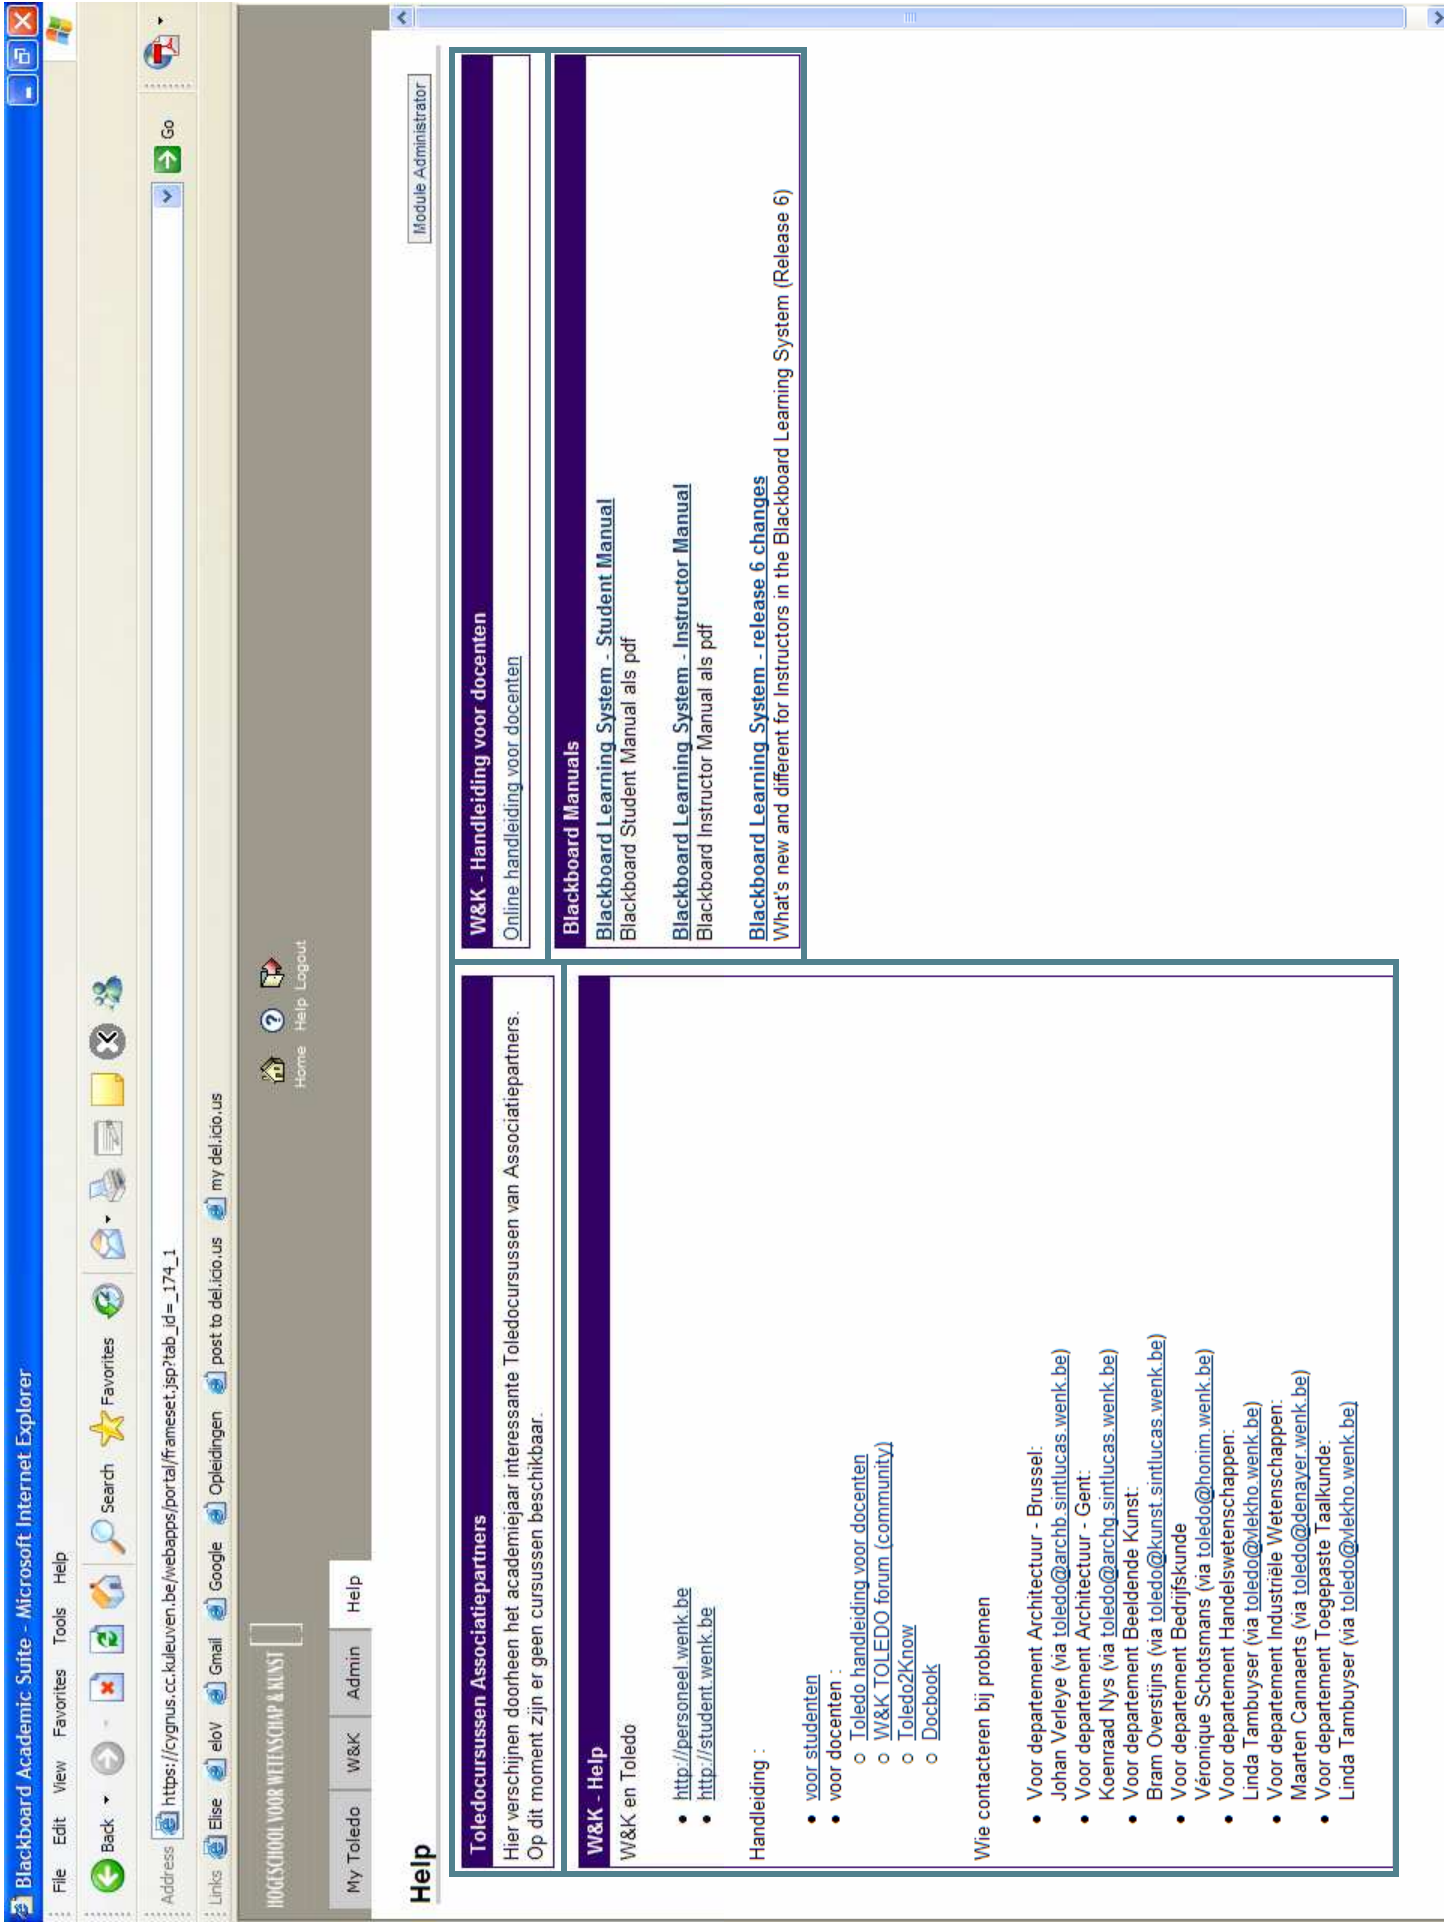 Blackboard Academic Suite - Microsoft Internet Explorer
File Edit View Favorites Tools Help
Back Search Favorites
Address https://cygnus.cc.kuleuven.be/webapps/portal/frameset.jsp?tab_id=_174_1 Go
Links Elise eloV Gmail Google Opleidingen post to del.icio.us my del.icio.us
HOGESCHOOL VOOR WETENSCHAP & KUNST
Home Help Logout
My Toledo W&K Admin Help
Help
Module Administrator
Toledocursussen Associatiepartners
Hier verschijnen doorheen het academiejaar interessante Toledocursussen van Associatiepartners.
Op dit moment zijn er geen cursussen beschikbaar.
W&K - Help
W&K en Toledo
• http://personeel.wenk.be
• http://student.wenk.be
Handleiding :
• voor studenten
• voor docenten :
o Toledo handleiding voor docenten
o W&K TOLEDO forum (community)
o Toledo2Know
o Docbook
Wie contacteren bij problemen
• Voor departement Architectuur - Brussel:
Johan Verleye (via toledo@archb.sintlucas.wenk.be)
• Voor departement Architectuur - Gent:
Koenraad Nys (via toledo@archg.sintlucas.wenk.be)
• Voor departement Beeldende Kunst:
Bram Overstijns (via toledo@kunst.sintlucas.wenk.be)
• Voor departement Bedrijfskunde
Véronique Schotsmans (via toledo@honim.wenk.be)
• Voor departement Handelswetenschappen:
Linda Tambuyser (via toledo@vlekho.wenk.be)
• Voor departement Industriële Wetenschappen:
Maarten Cannaerts (via toledo@denayer.wenk.be)
• Voor departement Toegepaste Taalkunde:
Linda Tambuyser (via toledo@vlekho.wenk.be)
W&K - Handleiding voor docenten
Online handleiding voor docenten
Blackboard Manuals
Blackboard Learning System - Student Manual
Blackboard Student Manual als pdf
Blackboard Learning System - Instructor Manual
Blackboard Instructor Manual als pdf
Blackboard Learning System - release 6 changes
What's new and different for Instructors in the Blackboard Learning System (Release 6)